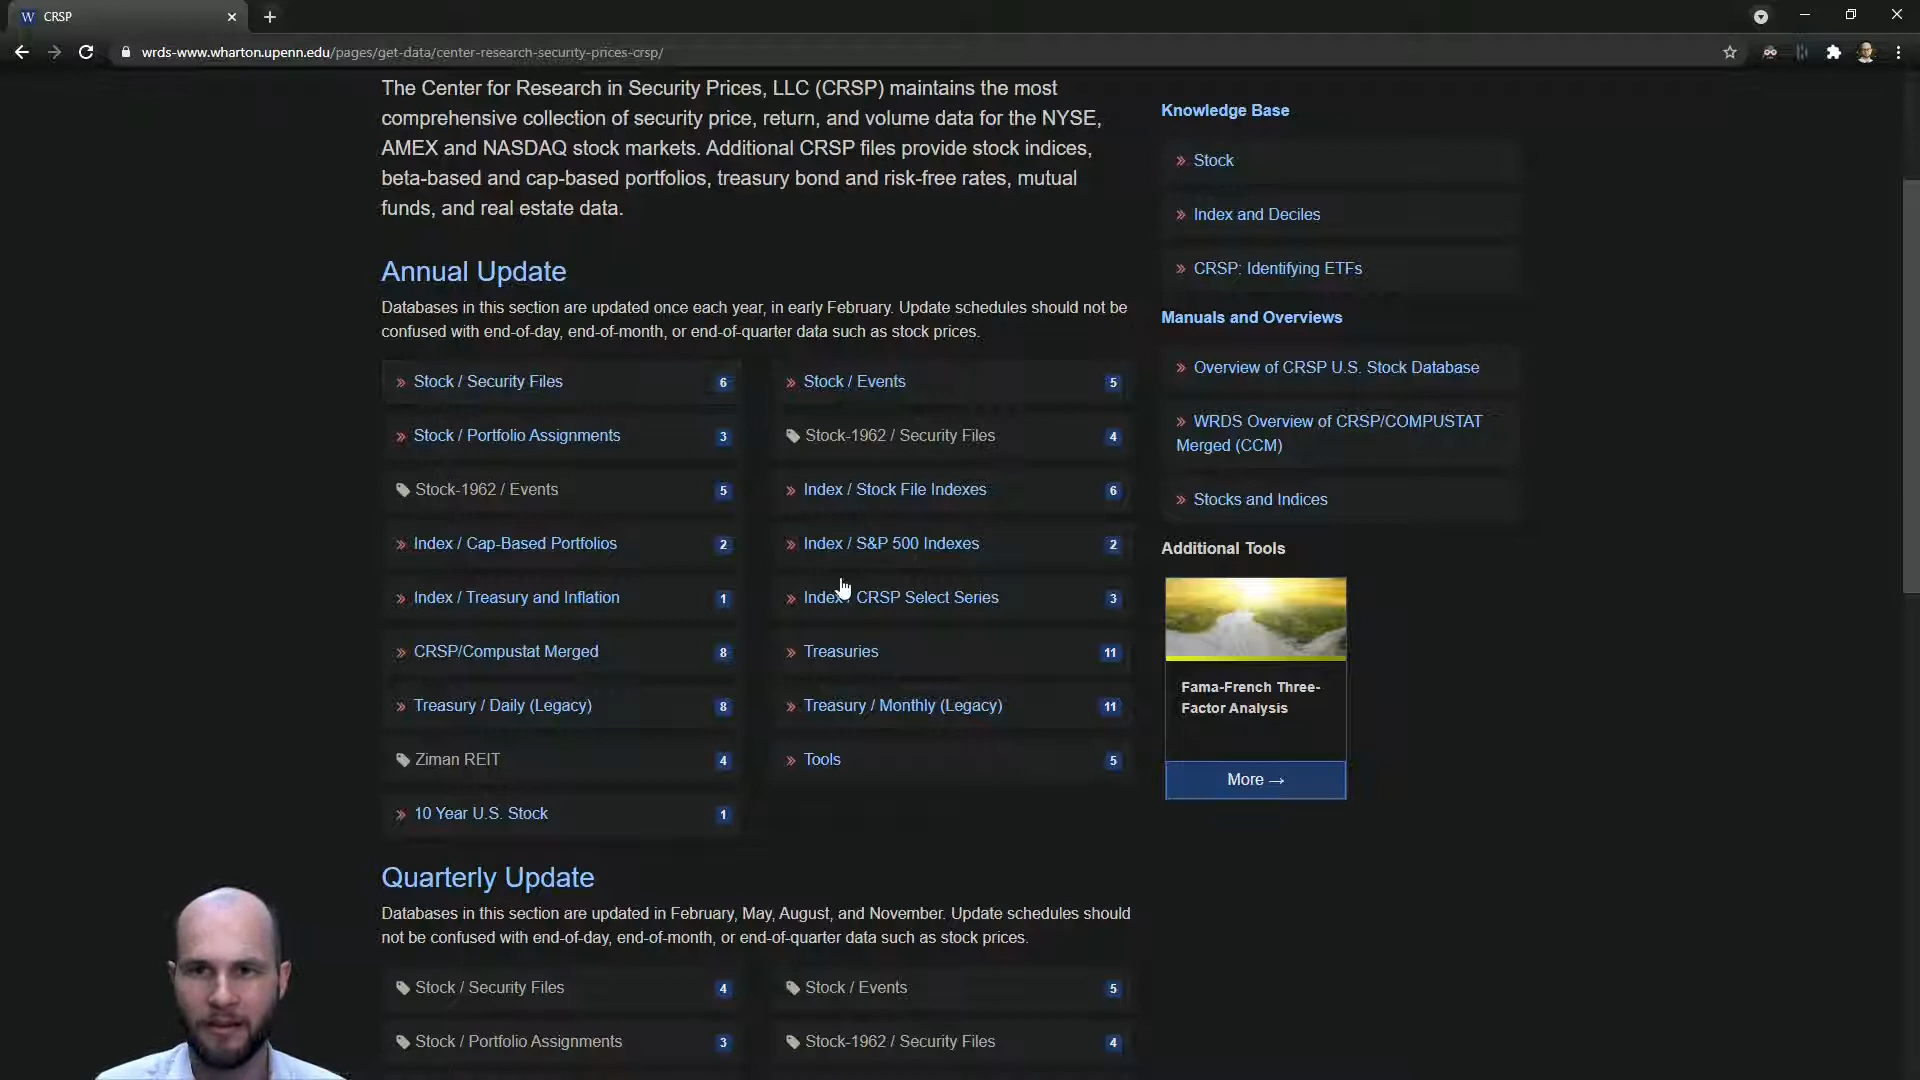 W CRSP
wrds-www.wharton.upenn.edu/pages/get-data/center-research-security-prices-crsp/
The Center for Research in Security Prices, LLC (CRSP) maintains the most
comprehensive collection of security price, return, and volume data for the NYSE,
AMEX and NASDAQ stock markets. Additional CRSP files provide stock indices,
beta-based and cap-based portfolios, treasury bond and risk-free rates, mutual
funds, and real estate data.
Annual Update
Databases in this section are updated once each year, in early February. Update schedules should not be
confused with end-of-day, end-of-month, or end-of-quarter data such as stock prices.
» Stock / Security Files 6
» Stock / Events 5
» Stock / Portfolio Assignments 3
Stock-1962 / Security Files 4
Stock-1962 / Events 5
» Index / Stock File Indexes 6
» Index / Cap-Based Portfolios 2
» Index / S&P 500 Indexes 2
» Index / Treasury and Inflation 1
» Index / CRSP Select Series 3
» CRSP/Compustat Merged 8
» Treasuries 11
» Treasury / Daily (Legacy) 8
» Treasury / Monthly (Legacy) 11
Ziman REIT 4
» Tools 5
» 10 Year U.S. Stock 1
Quarterly Update
Databases in this section are updated in February, May, August, and November. Update schedules should
not be confused with end-of-day, end-of-month, or end-of-quarter data such as stock prices.
Stock / Security Files 4
Stock / Events 5
Stock / Portfolio Assignments 3
Stock-1962 / Security Files 4
Knowledge Base
» Stock
» Index and Deciles
» CRSP: Identifying ETFs
Manuals and Overviews
» Overview of CRSP U.S. Stock Database
» WRDS Overview of CRSP/COMPUSTAT
Merged (CCM)
» Stocks and Indices
Additional Tools
Fama-French Three-
Factor Analysis
More →